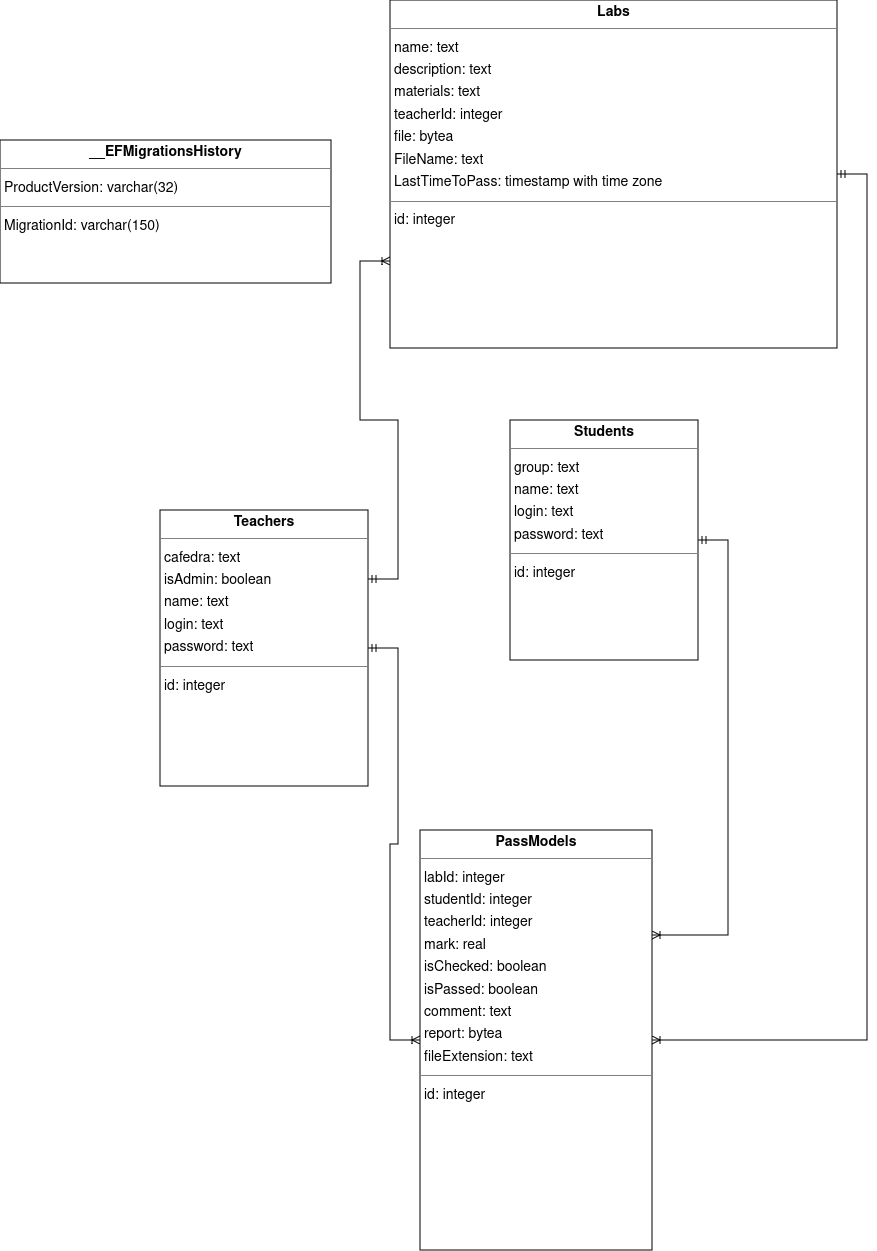 Labs
name: text
description: text
materials: text
teacherId: integer
file: bytea
FileName: text
LastTimeToPass: timestamp with time zone
id: integer
__EFMigrationsHistory
ProductVersion: varchar(32)
MigrationId: varchar(150)
Students
group: text
name: text
login: text
password: text
id: integer
Teachers
cafedra: text
isAdmin: boolean
name: text
login: text
password: text
id: integer
PassModels
labId: integer
studentId: integer
teacherId: integer
mark: real
isChecked: boolean
isPassed: boolean
comment: text
report: bytea
fileExtension: text
id: integer